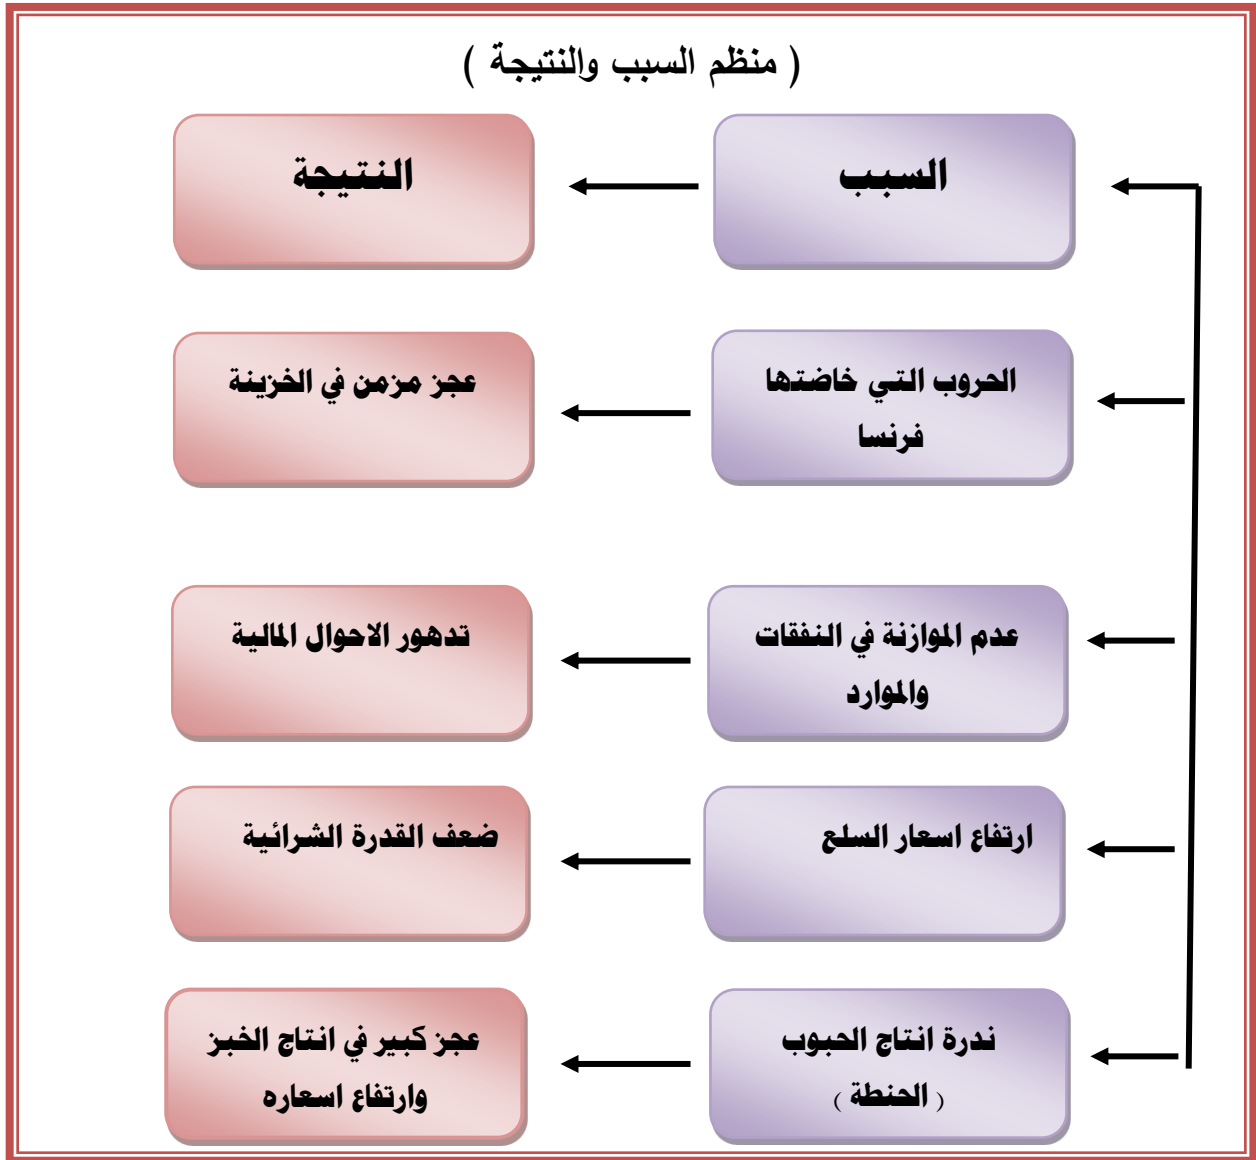 ( منظم السبب والنتيجة )
السبب
النتيجة
الحروب التي خاضتها
فرنسا
عجز مزمن في الخزينة
عدم الموازنة في النفقات
والموارد
تدهور الاحوال المالية
ارتفاع اسعار السلع
ضعف القدرة الشرائية
ندرة انتاج الحبوب
( الحنطة )
عجز كبير في انتاج الخبز
وارتفاع اسعاره